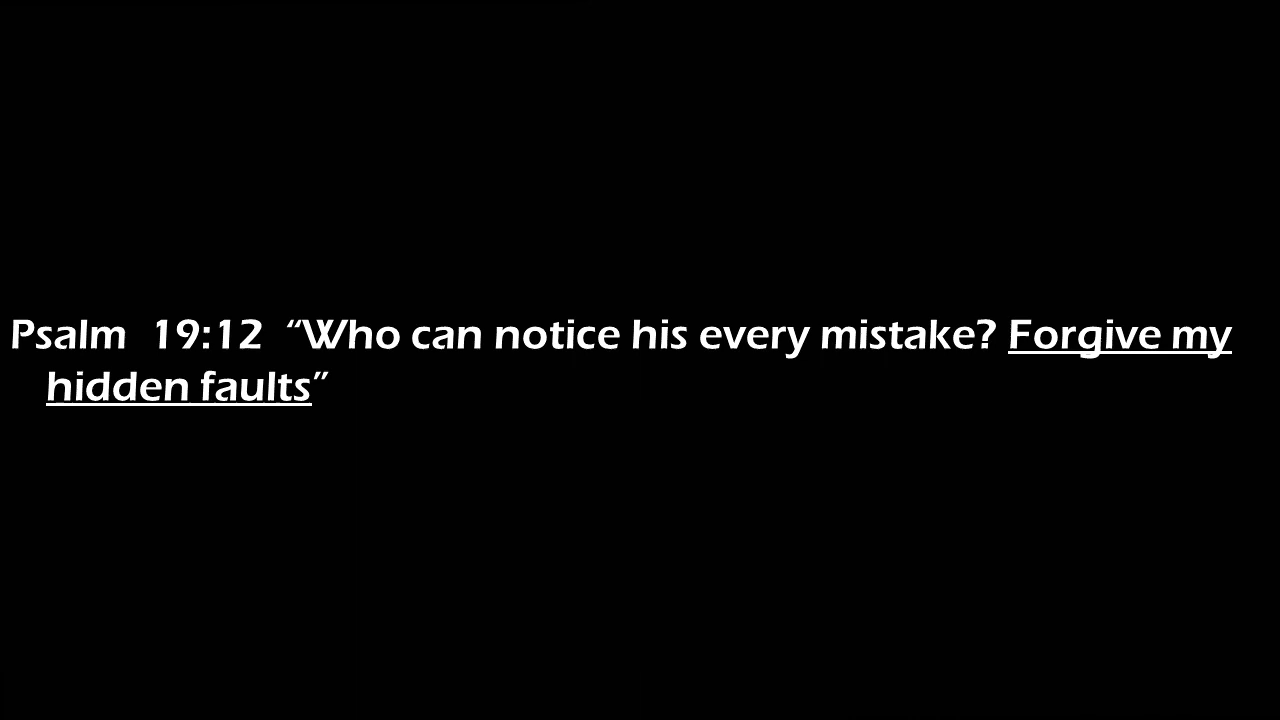 Psalm  19:12  “Who can notice his every mistake? Forgive my
hidden faults”